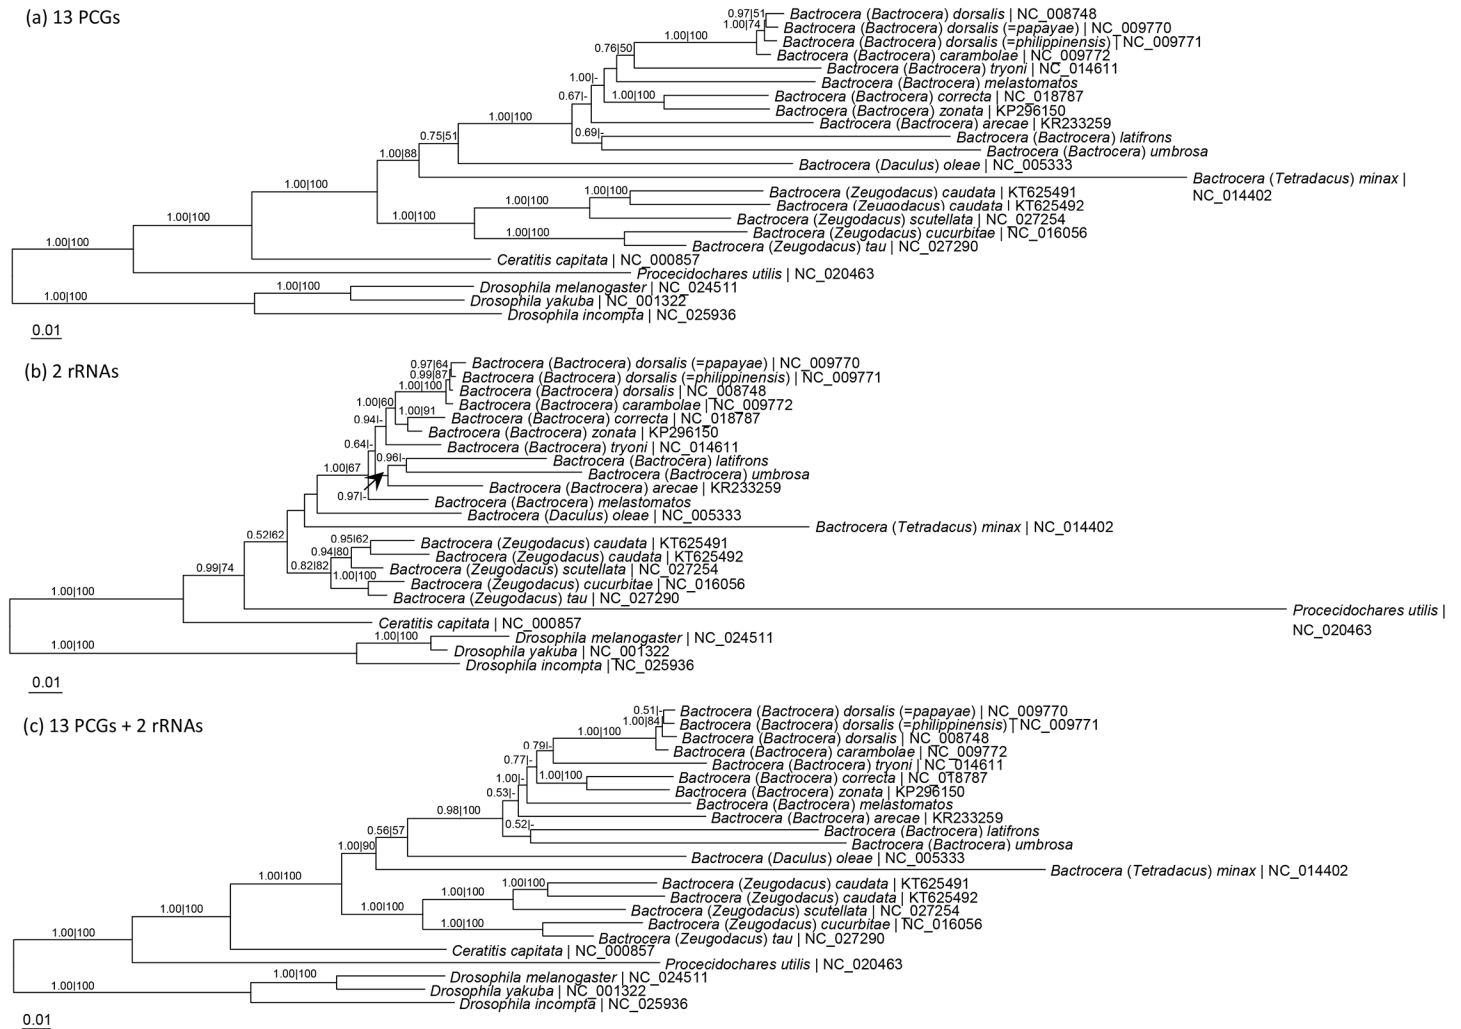 (a) 13 PCGs
0.97|51
Bactrocera (Bactrocera) dorsalis | NC_008748
1.00|74
Bactrocera (Bactrocera) dorsalis (=papayae) | NC_009770
1.00|100
Bactrocera (Bactrocera) dorsalis (=philippinensis) | NC_009771
0.76|50
Bactrocera (Bactrocera) carambolae | NC_009772
Bactrocera (Bactrocera) tryoni | NC_014611
1.00|-
Bactrocera (Bactrocera) melastomatos
0.67|-
1.00|100
Bactrocera (Bactrocera) correcta | NC_018787
Bactrocera (Bactrocera) zonata | KP296150
1.00|100
Bactrocera (Bactrocera) arecae | KR233259
0.75|51
0.69|-
Bactrocera (Bactrocera) latifrons
1.00|88
Bactrocera (Bactrocera) umbrosa
Bactrocera (Daculus) oleae | NC_005333
Bactrocera (Tetradacus) minax |
NC_014402
1.00|100
1.00|100
Bactrocera (Zeugodacus) caudata | KT625491
1.00|100
Bactrocera (Zeugodacus) caudata | KT625492
1.00|100
1.00|100
Bactrocera (Zeugodacus) scutellata | NC_027254
1.00|100
Bactrocera (Zeugodacus) cucurbitae | NC_016056
1.00|100
Bactrocera (Zeugodacus) tau | NC_027290
Ceratitis capitata | NC_000857
Procecidochares utilis | NC_020463
1.00|100
1.00|100
Drosophila melanogaster | NC_024511
Drosophila yakuba | NC_001322
Drosophila incompta | NC_025936
0.01
(b) 2 rRNAs
0.97|64
Bactrocera (Bactrocera) dorsalis (=papayae) | NC_009770
0.99|87
Bactrocera (Bactrocera) dorsalis (=philippinensis) | NC_009771
1.00|100
Bactrocera (Bactrocera) dorsalis | NC_008748
1.00|60
Bactrocera (Bactrocera) carambolae | NC_009772
0.94|-
1.00|91
Bactrocera (Bactrocera) correcta | NC_018787
Bactrocera (Bactrocera) zonata | KP296150
0.64|-
Bactrocera (Bactrocera) tryoni | NC_014611
1.00|67
0.96|-
Bactrocera (Bactrocera) latifrons
Bactrocera (Bactrocera) umbrosa
0.97|-
Bactrocera (Bactrocera) arecae | KR233259
Bactrocera (Bactrocera) melastomatos
Bactrocera (Daculus) oleae | NC_005333
Bactrocera (Tetradacus) minax | NC_014402
0.52|62
0.95|62
Bactrocera (Zeugodacus) caudata | KT625491
0.94|80
Bactrocera (Zeugodacus) caudata | KT625492
0.99|74
0.82|82
Bactrocera (Zeugodacus) scutellata | NC_027254
1.00|100
Bactrocera (Zeugodacus) cucurbitae | NC_016056
1.00|100
Bactrocera (Zeugodacus) tau | NC_027290
Procecidochares utilis |
NC_020463
Ceratitis capitata | NC_000857
1.00|100
1.00|100
Drosophila melanogaster | NC_024511
Drosophila yakuba | NC_001322
Drosophila incompta | NC_025936
0.01
(c) 13 PCGs + 2 rRNAs
0.51|-
Bactrocera (Bactrocera) dorsalis (=papayae) | NC_009770
1.00|84
Bactrocera (Bactrocera) dorsalis (=philippinensis) | NC_009771
1.00|100
Bactrocera (Bactrocera) dorsalis | NC_008748
0.79|-
Bactrocera (Bactrocera) carambolae | NC_009772
0.77|-
Bactrocera (Bactrocera) tryoni | NC_014611
1.00|-
1.00|100
Bactrocera (Bactrocera) correcta | NC_018787
0.53|-
Bactrocera (Bactrocera) zonata | KP296150
Bactrocera (Bactrocera) melastomatos
0.98|100
Bactrocera (Bactrocera) arecae | KR233259
0.56|57
0.52|-
Bactrocera (Bactrocera) latifrons
1.00|90
Bactrocera (Bactrocera) umbrosa
Bactrocera (Daculus) oleae | NC_005333
Bactrocera (Tetradacus) minax | NC_014402
1.00|100
1.00|100
Bactrocera (Zeugodacus) caudata | KT625491
1.00|100
Bactrocera (Zeugodacus) caudata | KT625492
1.00|100
1.00|100
Bactrocera (Zeugodacus) scutellata | NC_027254
1.00|100
Bactrocera (Zeugodacus) cucurbitae | NC_016056
1.00|100
Bactrocera (Zeugodacus) tau | NC_027290
Ceratitis capitata | NC_000857
Procecidochares utilis | NC_020463
1.00|100
1.00|100
Drosophila melanogaster | NC_024511
Drosophila yakuba | NC_001322
Drosophila incompta | NC_025936
0.01